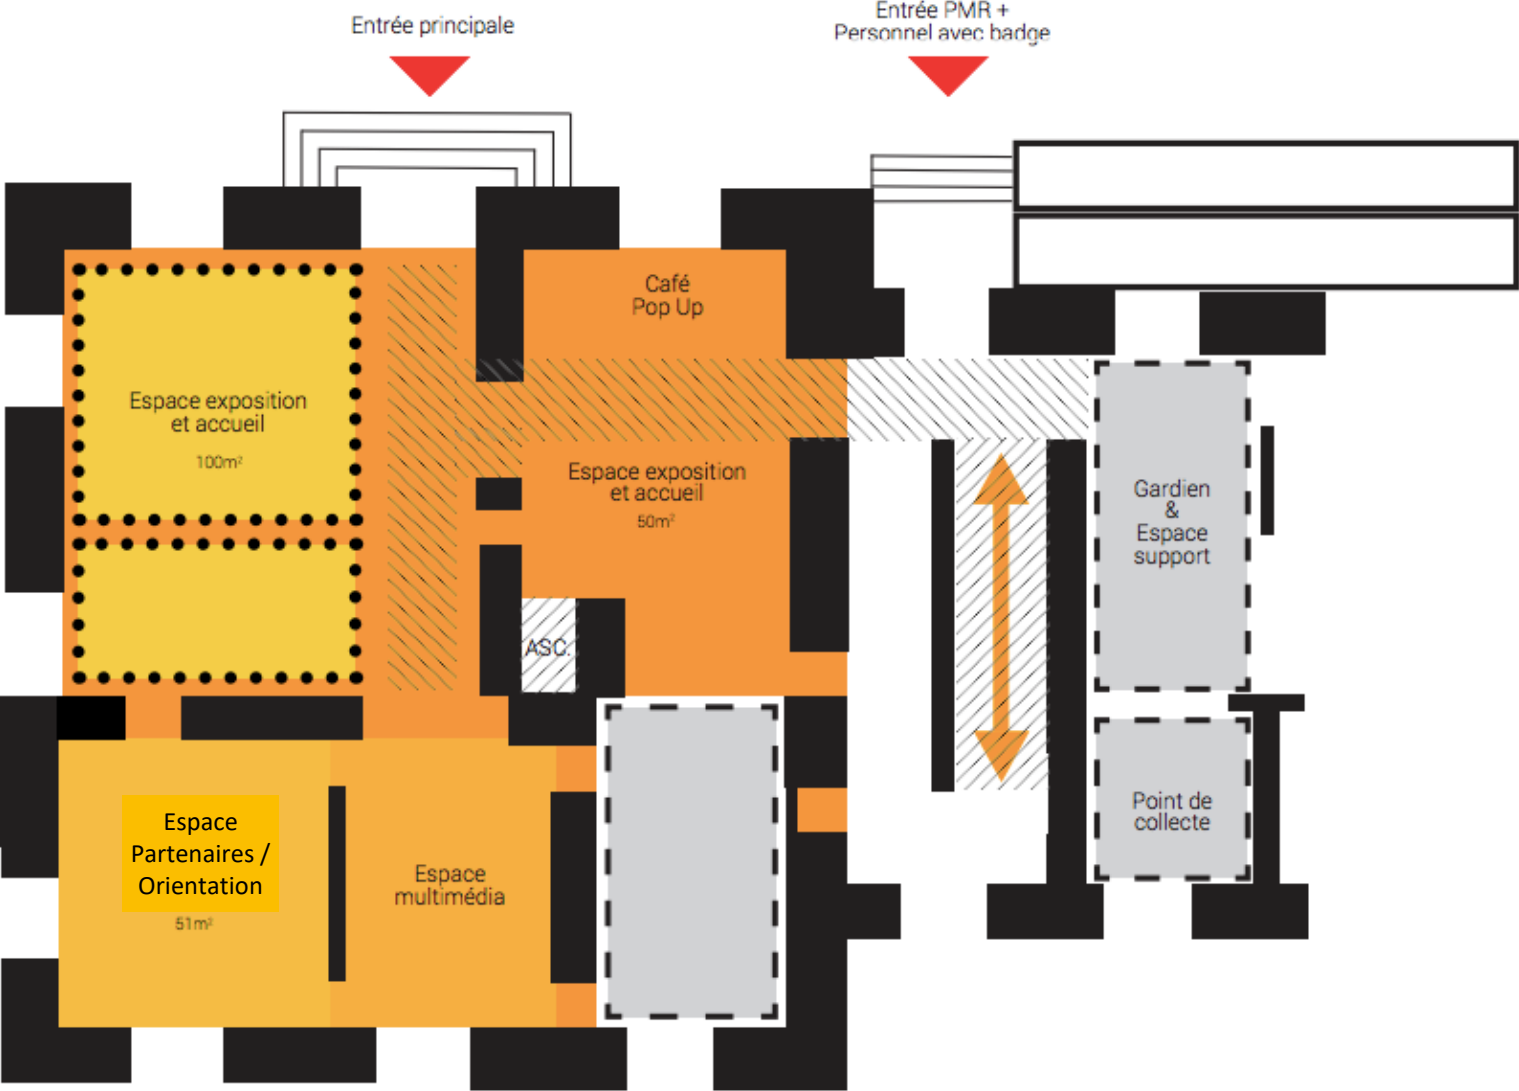 Entrée principale
Entrée PMR +
Personnel avec badge
Café
Pop Up
Espace exposition
et accueil
100m²
Espace exposition
et accueil
50m²
Gardien
&
Espace
support
ASC.
Point de
collecte
Espace
Partenaires /
Orientation
51m²
Espace
multimédia